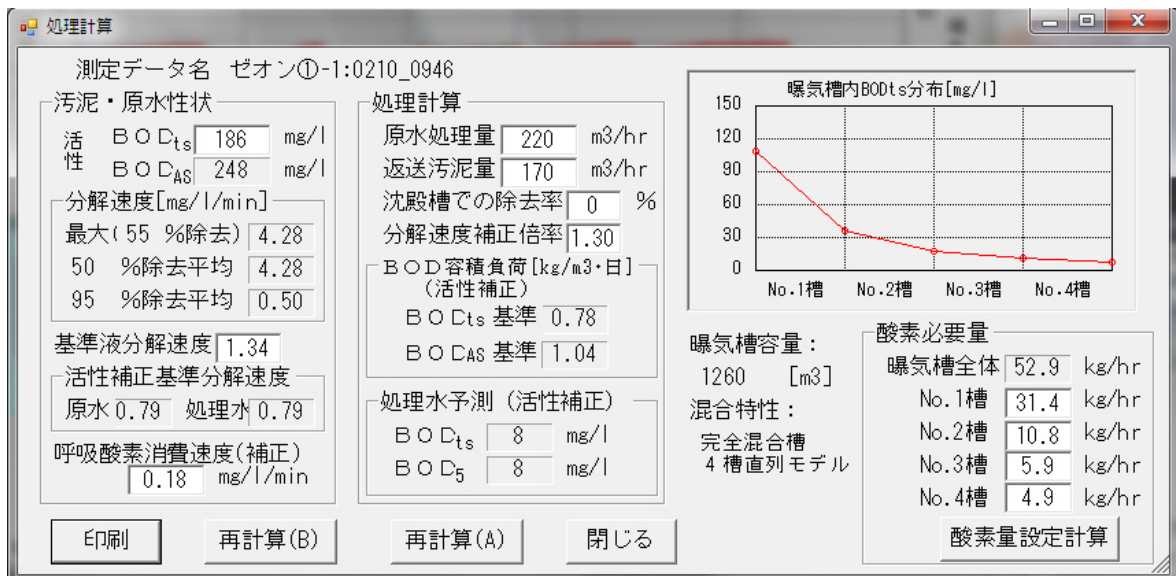 処理計算
測定データ名 ゼオン①-1:0210_0946
汚泥・原水性状
活性 BODts 186 mg/l
BODAS 248 mg/l
分解速度[mg/l/min]
最大( 55 %除去) 4.28
50 %除去平均 4.28
95 %除去平均 0.50
基準液分解速度 1.34
活性補正基準分解速度
原水 0.79 処理水 0.79
呼吸酸素消費速度(補正)
0.18 mg/l/min
処理計算
原水処理量 220 m3/hr
返送汚泥量 170 m3/hr
沈殿槽での除去率 0 %
分解速度補正倍率 1.30
BOD容積負荷[kg/m3・日]
(活性補正)
BODts 基準 0.78
BODAS 基準 1.04
処理水予測 (活性補正)
BODts 8 mg/l
BOD5 8 mg/l
曝気槽内BODts分布[mg/l]
150
120
90
60
30
0
No.1槽 No.2槽 No.3槽 No.4槽
曝気槽容量：
1260 [m3]
混合特性：
完全混合槽
4槽直列モデル
酸素必要量
曝気槽全体 52.9 kg/hr
No.1槽 31.4 kg/hr
No.2槽 10.8 kg/hr
No.3槽 5.9 kg/hr
No.4槽 4.9 kg/hr
酸素量設定計算
印刷 再計算(B) 再計算(A) 閉じる